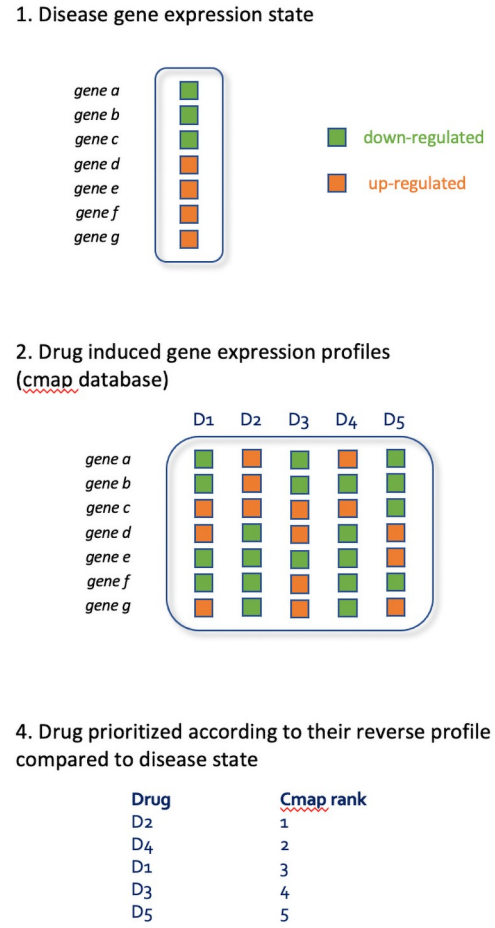 1. Disease gene expression state
gene a
gene b
gene c
gene d
gene e
gene f
gene g
down-regulated
up-regulated
2. Drug induced gene expression profiles
(cmap database)
D1 D2 D3 D4 D5
gene a
gene b
gene c
gene d
gene e
gene f
gene g
4. Drug prioritized according to their reverse profile
compared to disease state
Drug Cmap rank
D2 1
D4 2
D1 3
D3 4
D5 5